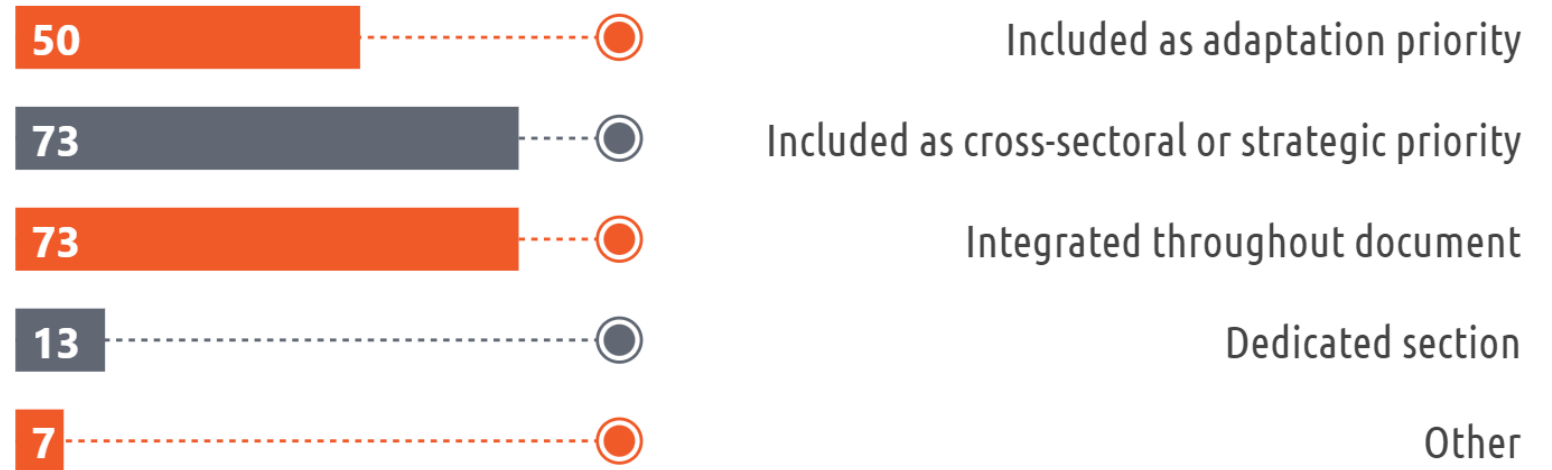 50 Included as adaptation priority
73 Included as cross-sectoral or strategic priority
73 Integrated throughout document
13 Dedicated section
7 Other